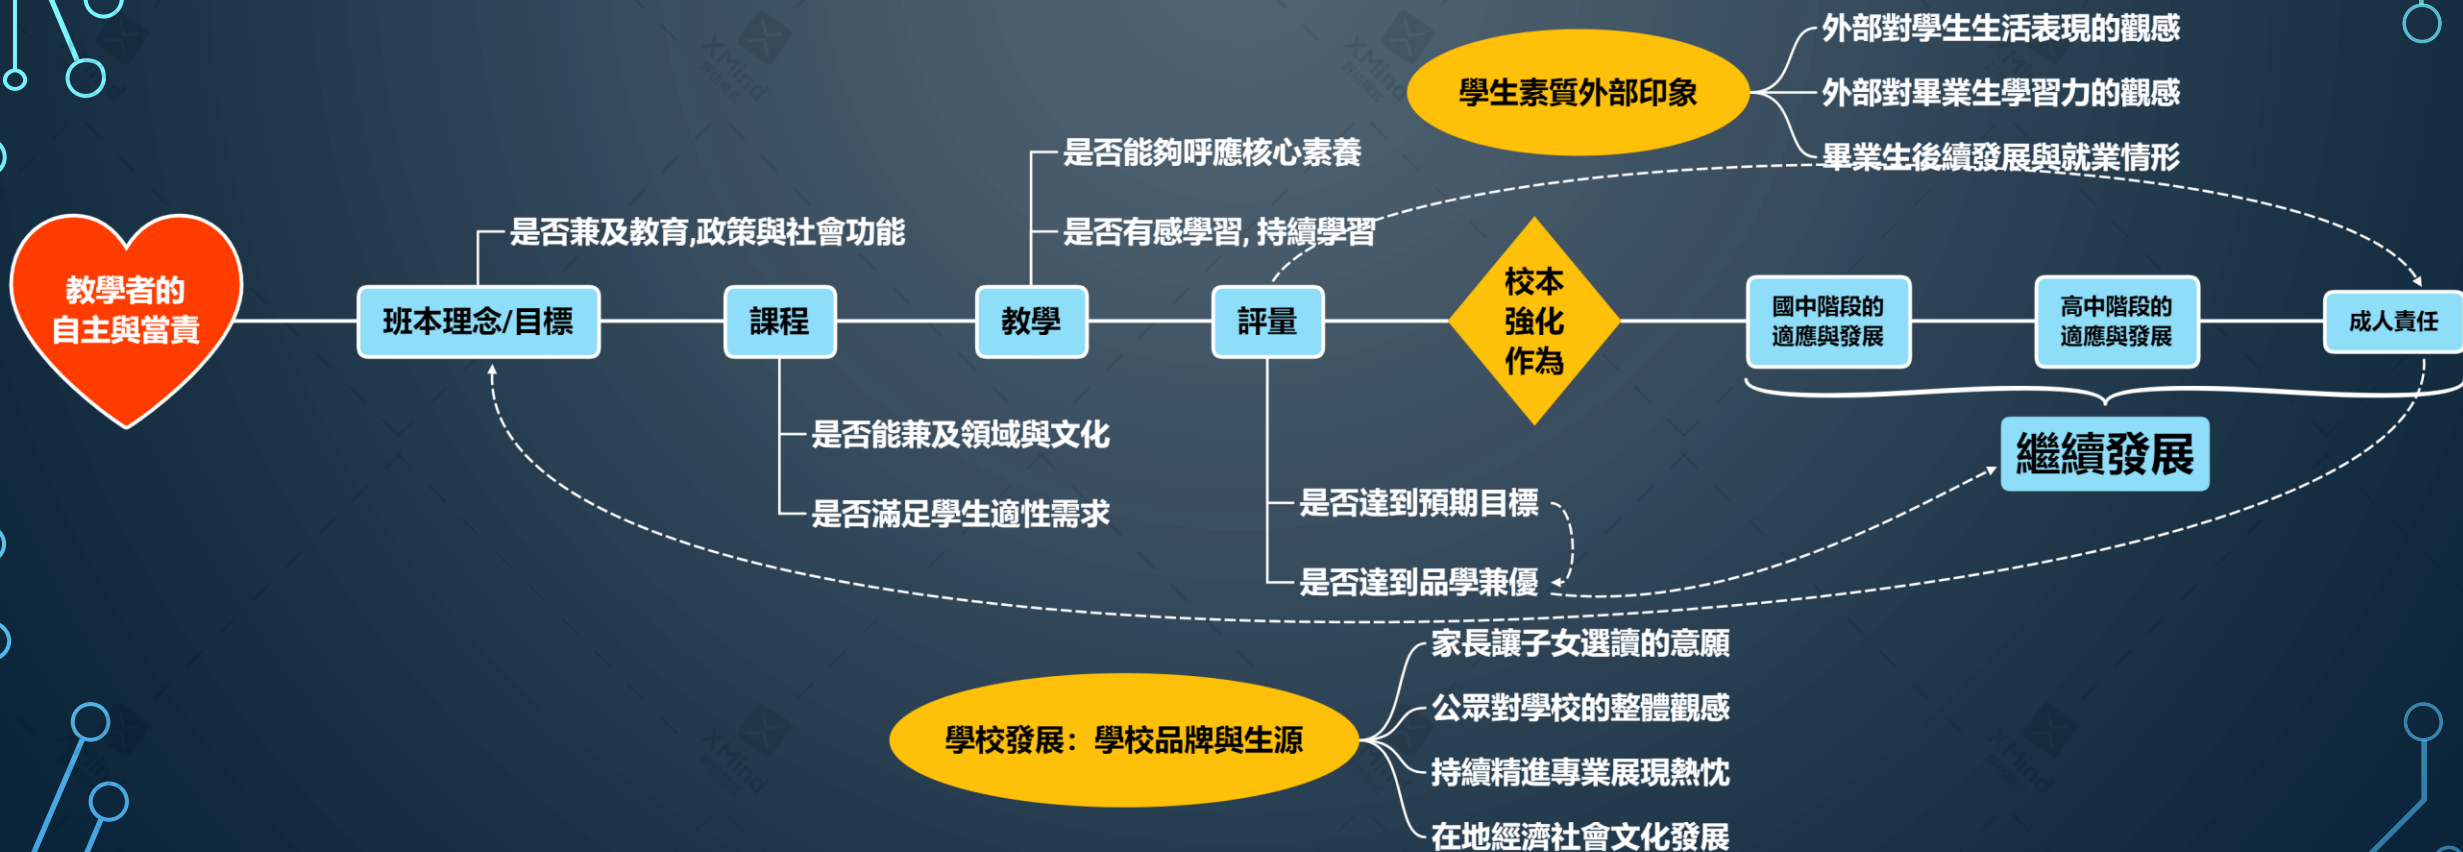 外部對學生生活表現的觀感
學生素質外部印象
外部對畢業生學習力的觀感
畢業生後續發展與就業情形
是否能夠呼應核心素養
是否兼及教育,政策與社會功能
是否有感學習, 持續學習
教學者的
自主與當責
班本理念/目標
課程
教學
評量
校本
強化
作為
國中階段的
適應與發展
高中階段的
適應與發展
成人責任
繼續發展
是否能兼及領域與文化
是否滿足學生適性需求
是否達到預期目標
是否達到品學兼優
家長讓子女選讀的意願
公眾對學校的整體觀感
學校發展：學校品牌與生源
持續精進專業展現熱忱
在地經濟社會文化發展
XMind
XMind
XMind
XMind